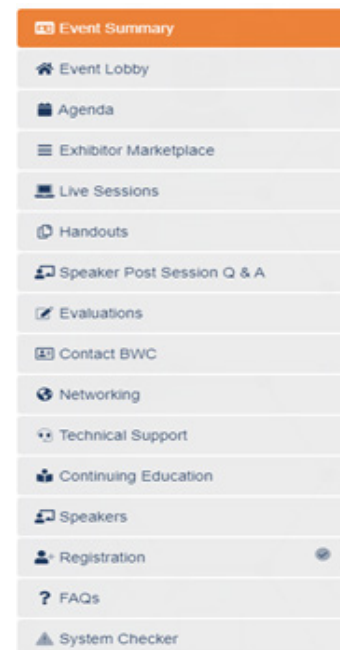 Event Summary
Event Lobby
Agenda
Exhibitor Marketplace
Live Sessions
Handouts
Speaker Post Session Q & A
Evaluations
Contact BWC
Networking
Technical Support
Continuing Education
Speakers
Registration
? FAQs
System Checker